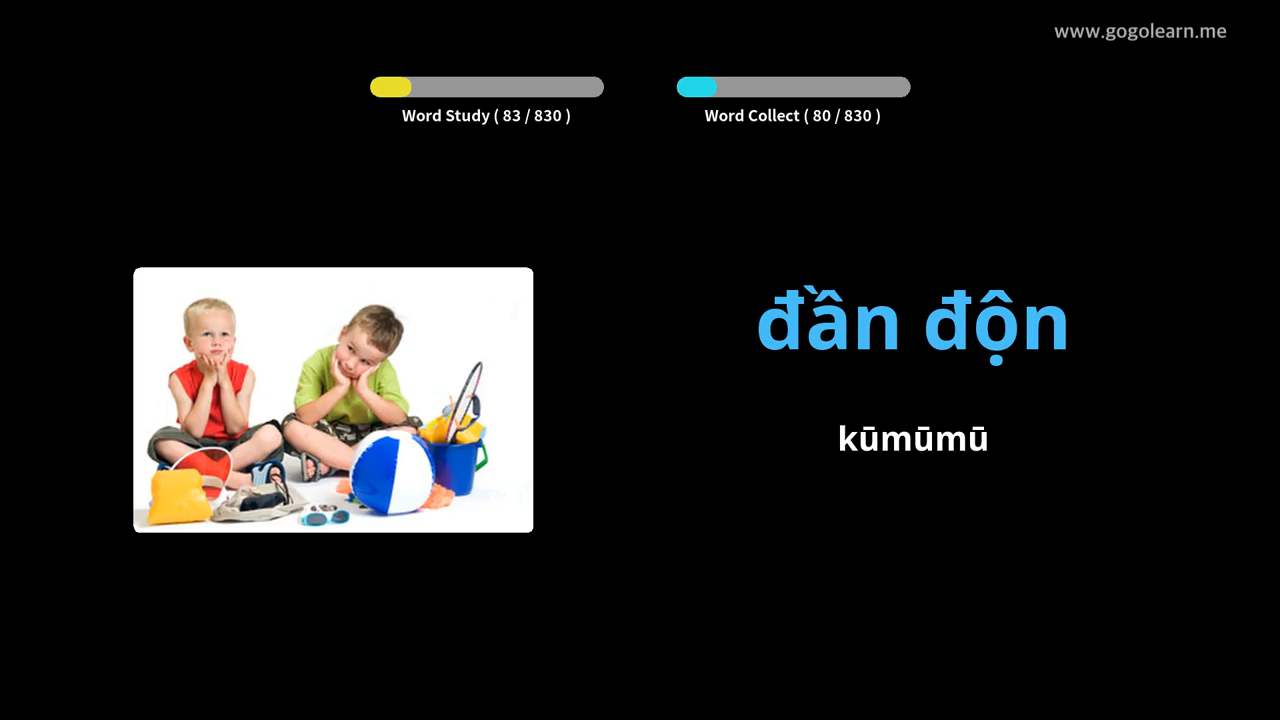 www.gogolearn.me
Word Study ( 83 / 830 )
Word Collect ( 80 / 830 )
đần độn
kūmūmū